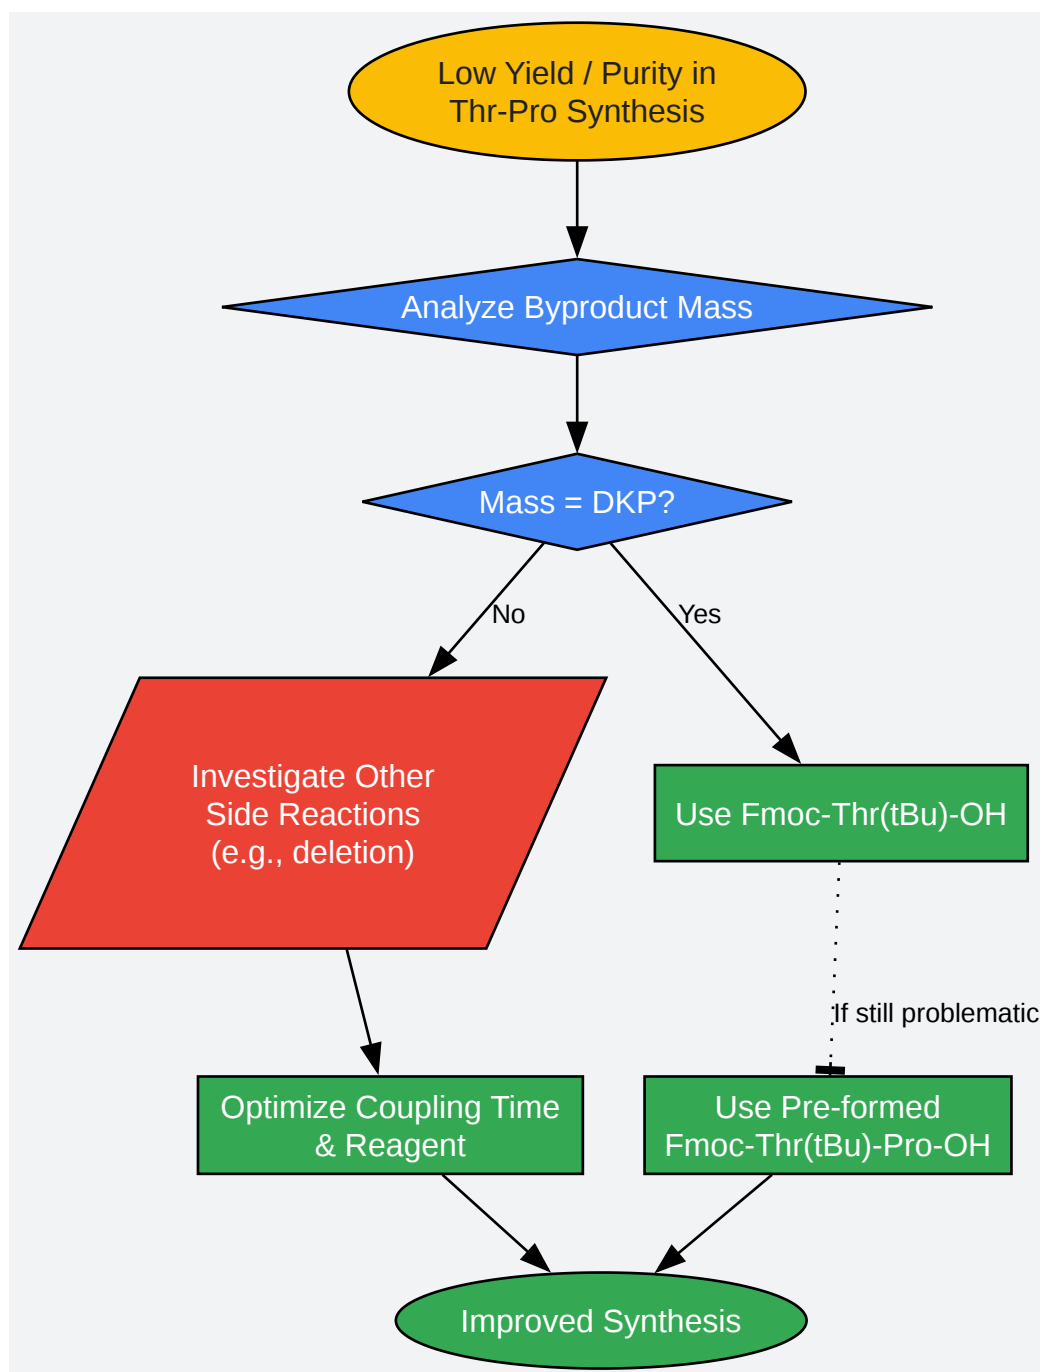 Low Yield / Purity in
Thr-Pro Synthesis
Analyze Byproduct Mass
Mass = DKP?
No
Yes
Investigate Other
Side Reactions
(e.g., deletion)
Use Fmoc-Thr(tBu)-OH
If still problematic
Optimize Coupling Time
& Reagent
Use Pre-formed
Fmoc-Thr(tBu)-Pro-OH
Improved Synthesis